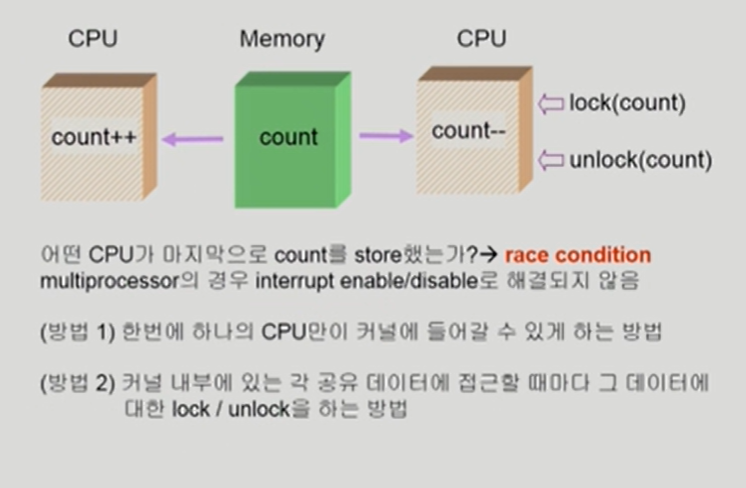 CPU Memory CPU
lock(count)
count++ count count--
unlock(count)
어떤 CPU가 마지막으로 count를 store했는가?→ race condition
multiprocessor의 경우 interrupt enable/disable로 해결되지 않음
(방법 1) 한번에 하나의 CPU만이 커널에 들어갈 수 있게 하는 방법
(방법 2) 커널 내부에 있는 각 공유 데이터에 접근할 때마다 그 데이터에
대한 lock / unlock을 하는 방법